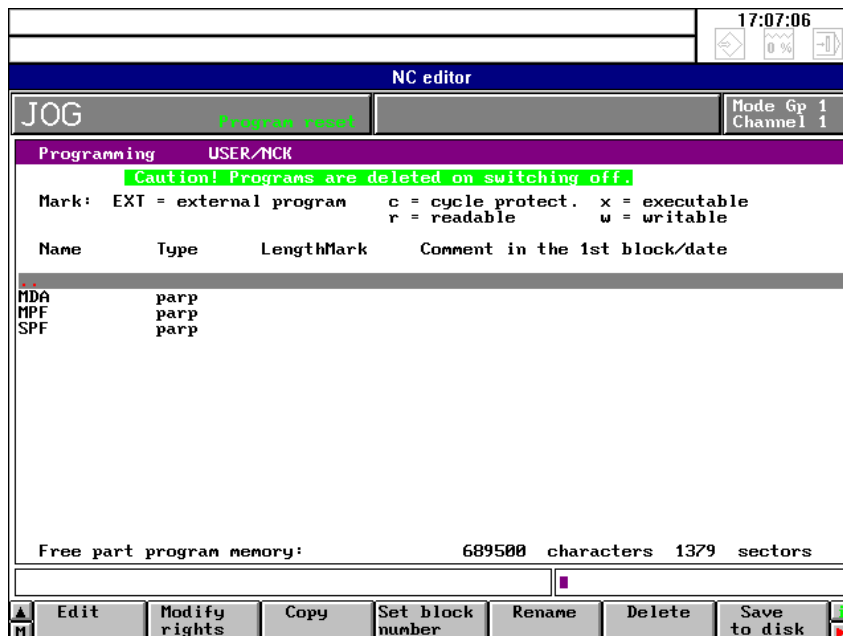 17:07:06
0 %
NC editor
JOG Program reset Mode Gp 1
Channel 1
Programming USER/NCK
Caution! Programs are deleted on switching off.
Mark: EXT = external program c = cycle protect. x = executable
r = readable w = writable
Name Type LengthMark Comment in the 1st block/date
..
MDA parp
MPF parp
SPF parp
Free part program memory: 689500 characters 1379 sectors
Edit Modify Copy Set block Rename Delete Save
M rights number to disk